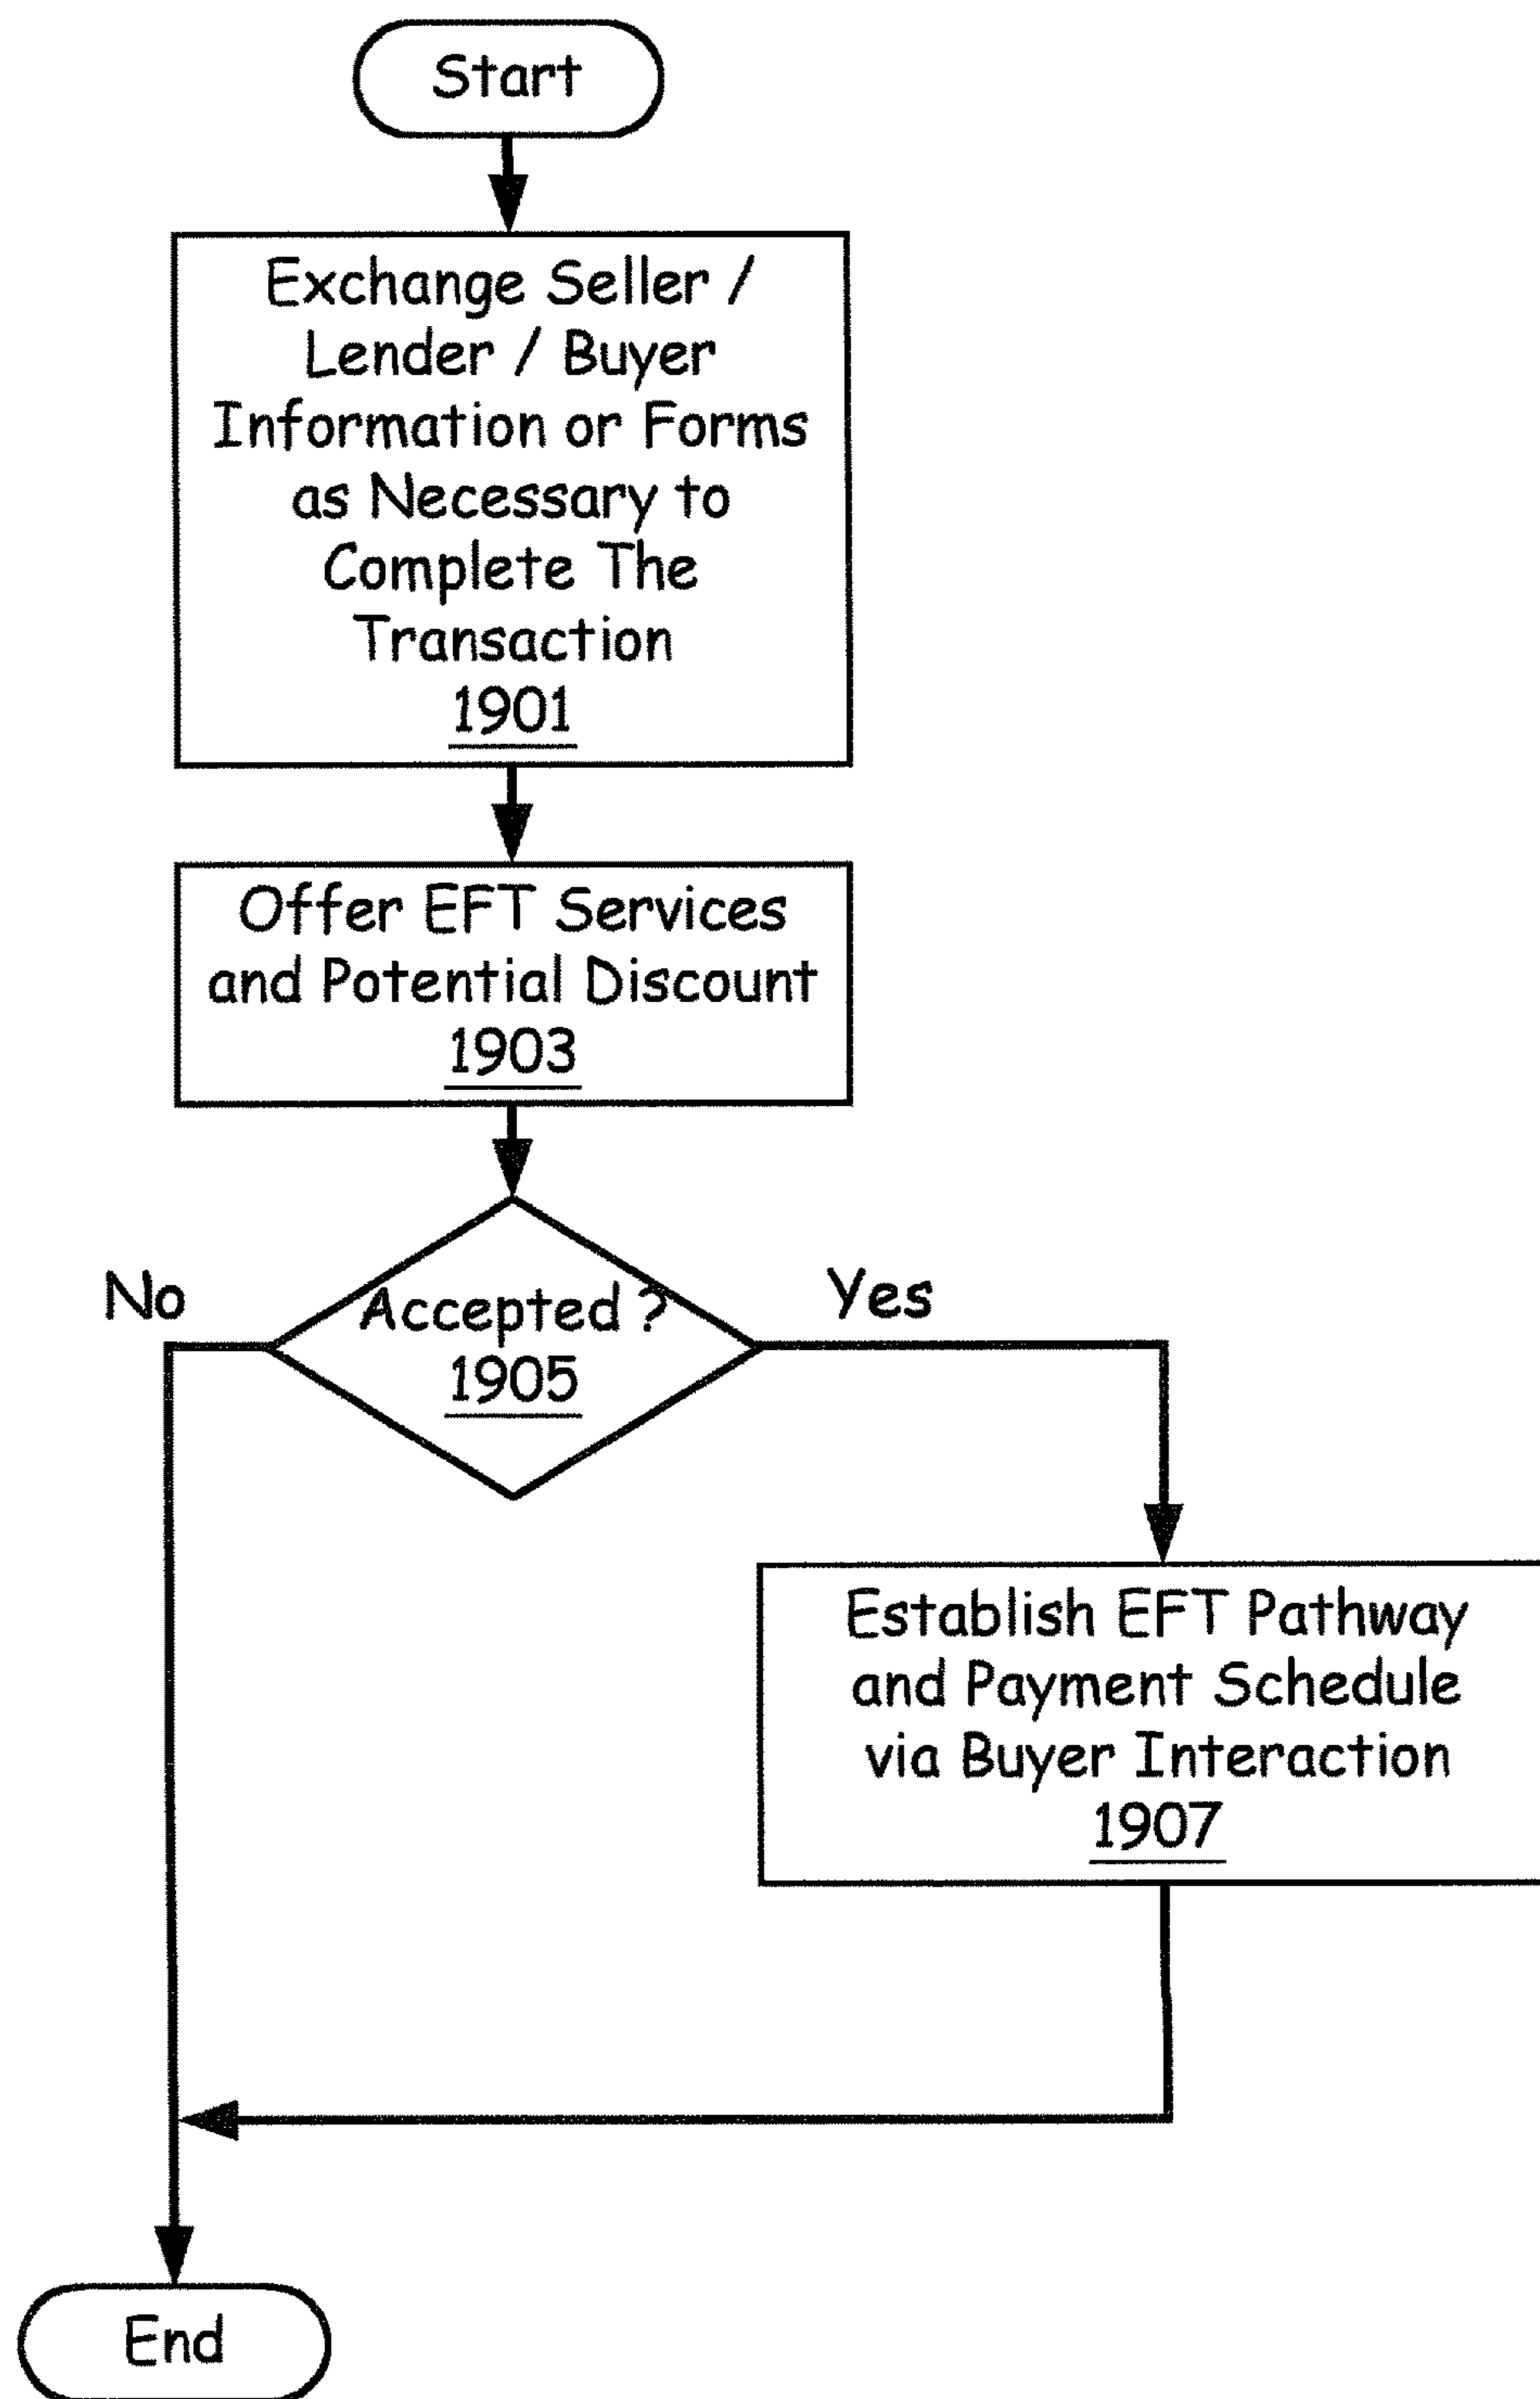 Start
Exchange Seller /
Lender / Buyer
Information or Forms
as Necessary to
Complete The
Transaction
1901
Offer EFT Services
and Potential Discount
1903
No
Accepted ?
Yes
1905
Establish EFT Pathway
and Payment Schedule
via Buyer Interaction
1907
End